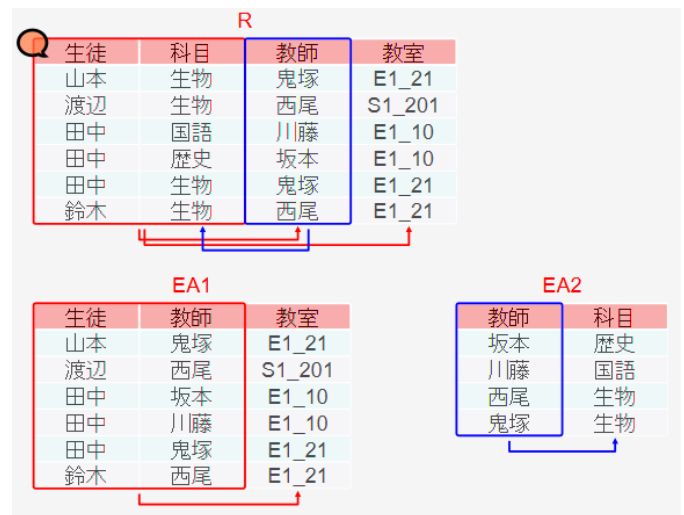 R
生徒 科目 教師 教室
山本 生物 鬼塚 E1_21
渡辺 生物 西尾 S1_201
田中 国語 川藤 E1_10
田中 歴史 坂本 E1_10
田中 生物 鬼塚 E1_21
鈴木 生物 西尾 E1_21
EA1
生徒 教師 教室
山本 鬼塚 E1_21
渡辺 西尾 S1_201
田中 坂本 E1_10
田中 川藤 E1_10
田中 鬼塚 E1_21
鈴木 西尾 E1_21
EA2
教師 科目
坂本 歴史
川藤 国語
西尾 生物
鬼塚 生物